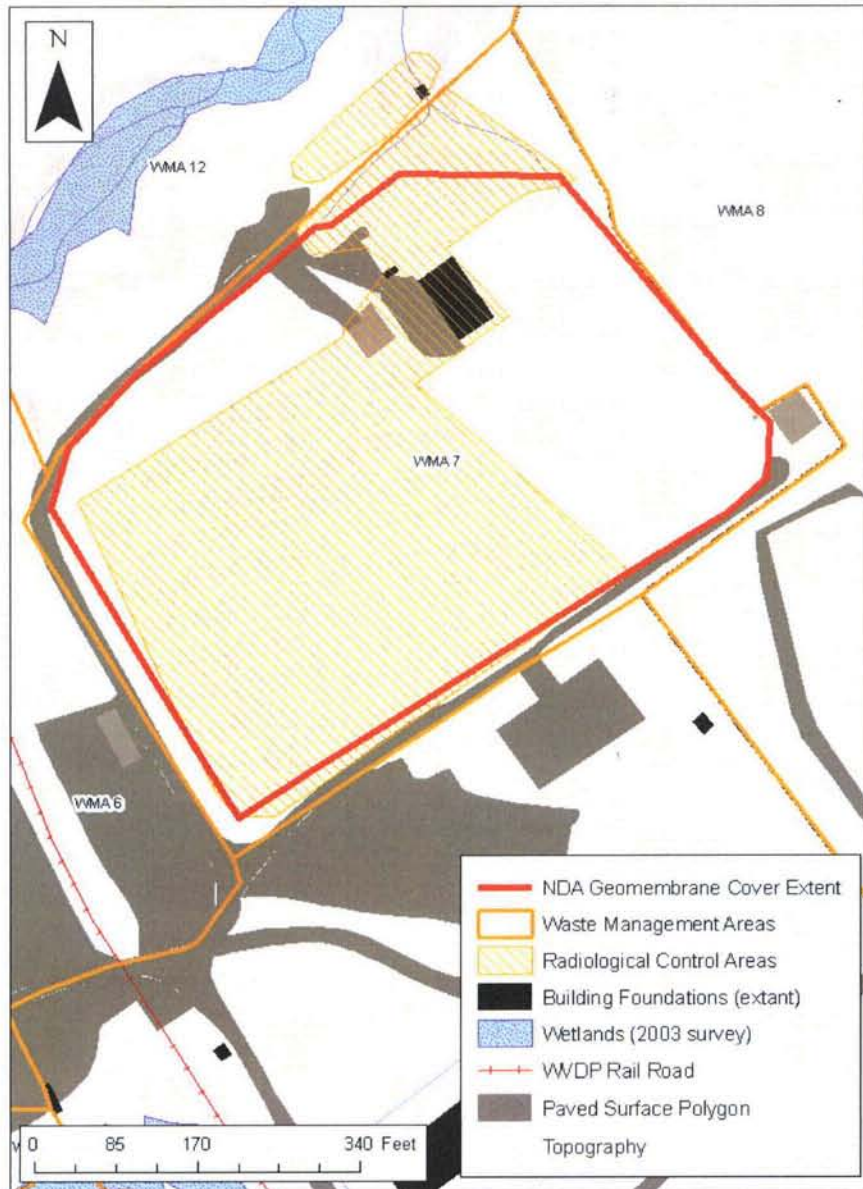 N
WMA 12
WMA 8
WMA 7
WMA 6
NDA Geomembrane Cover Extent
Waste Management Areas
Radiological Control Areas
Building Foundations (extant)
Wetlands (2003 survey)
WVDP Rail Road
Paved Surface Polygon
Topography
0 85 170 340 Feet